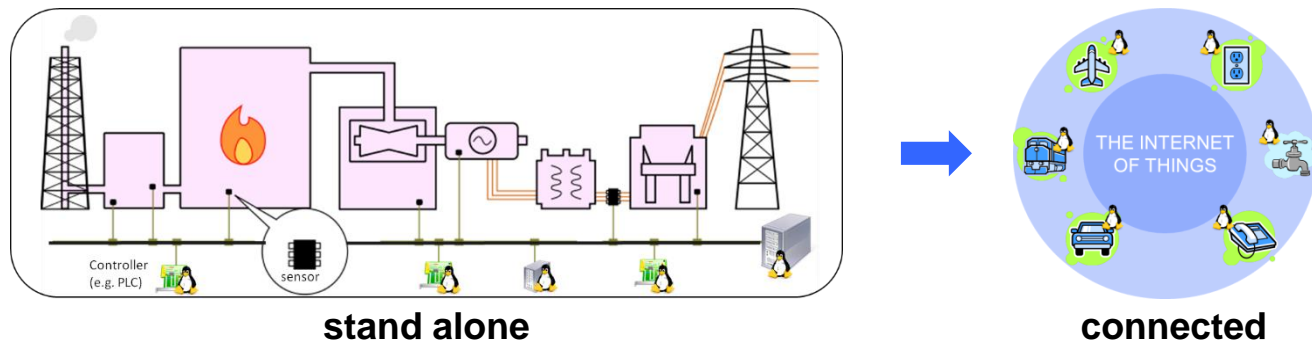 Controller
(e.g. PLC)
sensor
THE INTERNET
OF THINGS
stand alone
connected